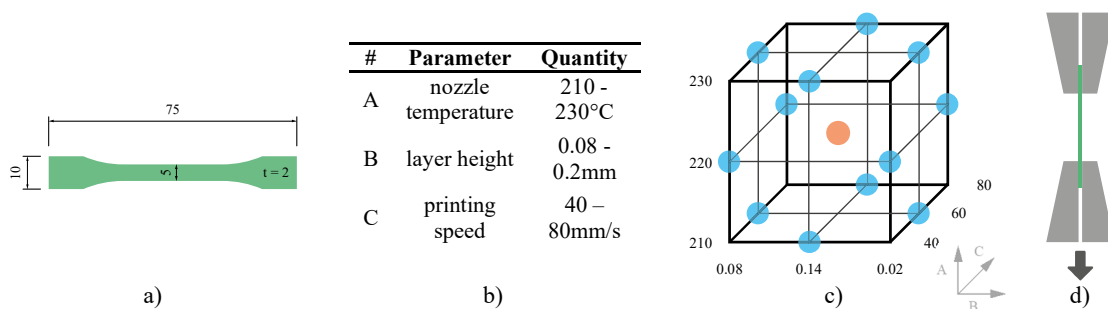 75
10
5
t = 2
a)
# Parameter Quantity
A nozzle temperature 210 - 230°C
B layer height 0.08 - 0.2mm
C printing speed 40 – 80mm/s
b)
230
220
210
0.08 0.14 0.02
40
60
80
A
C
B
c)
d)